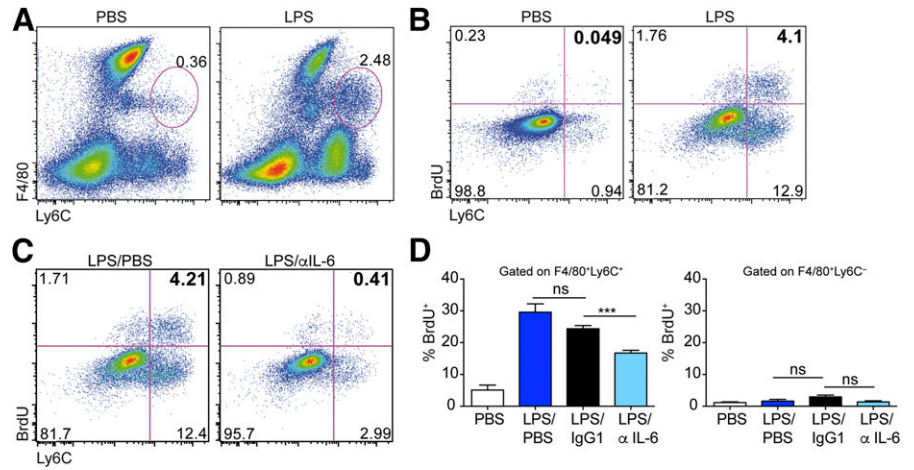 A
PBS
LPS
0.36
2.48
F4/80
Ly6C
B
PBS
LPS
0.23
0.049
1.76
4.1
98.8
0.94
81.2
12.9
BrdU
Ly6C
C
LPS/PBS
LPS/αIL-6
1.71
4.21
0.89
0.41
81.7
12.4
95.7
2.99
BrdU
Ly6C
D
Gated on F4/80⁺Ly6C⁺
% BrdU⁺
40
30
20
10
0
ns
***
PBS
LPS/ PBS
LPS/ IgG1
LPS/ α IL-6
Gated on F4/80⁺Ly6C⁻
% BrdU⁺
40
30
20
10
0
ns
ns
PBS
LPS/ PBS
LPS/ IgG1
LPS/ α IL-6